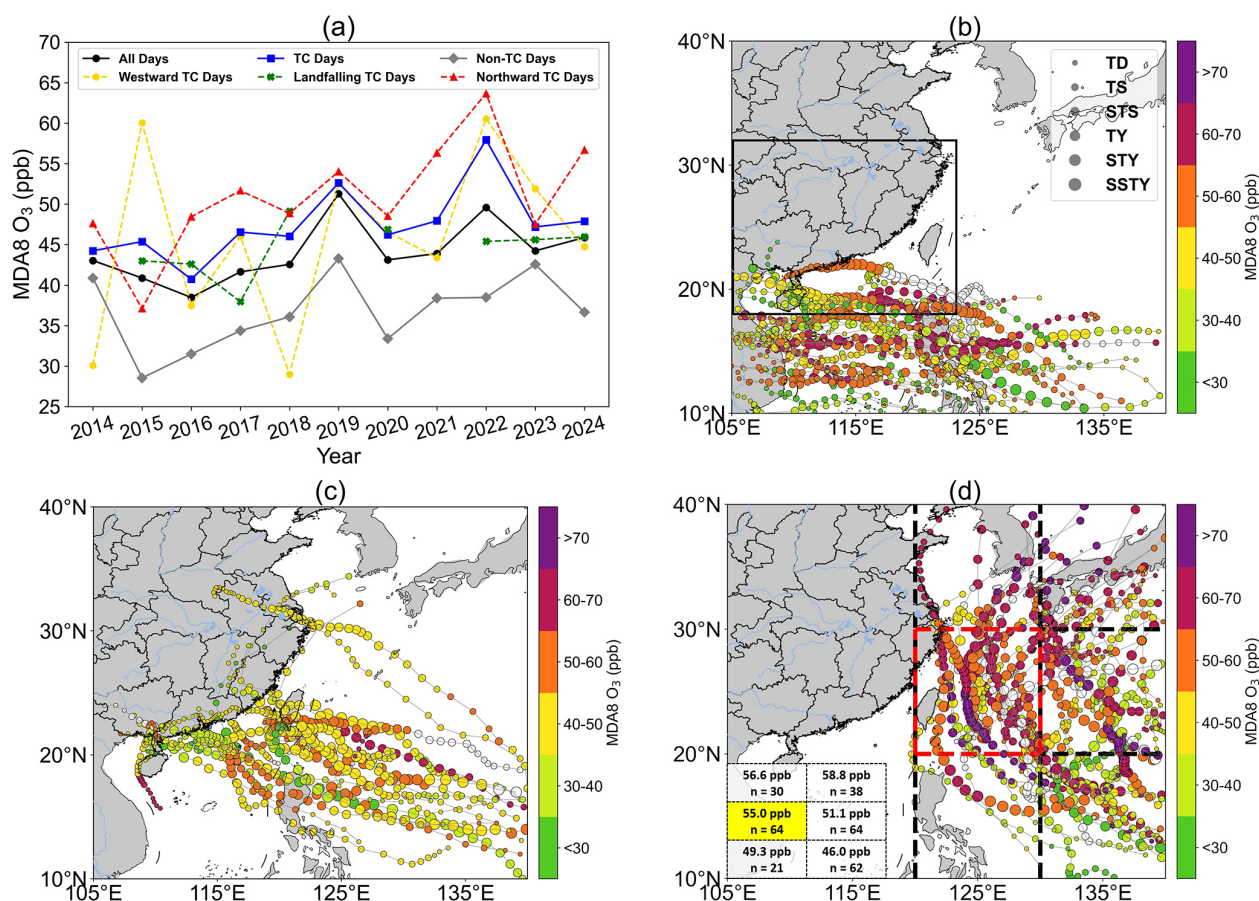 (a)
70
65
60
55
50
45
40
35
30
25
MDA8 O₃ (ppb)
All Days
TC Days
Non-TC Days
Westward TC Days
Landfalling TC Days
Northward TC Days
2014
2015
2016
2017
2018
2019
2020
2021
2022
2023
2024
Year
(b)
40°N
30°N
20°N
10°N
105°E
115°E
125°E
135°E
TD
TS
STS
TY
STY
SSTY
>70
60-70
50-60
40-50
30-40
<30
MDA8 O₃ (ppb)
(c)
40°N
30°N
20°N
10°N
105°E
115°E
125°E
135°E
>70
60-70
50-60
40-50
30-40
<30
MDA8 O₃ (ppb)
(d)
40°N
30°N
20°N
10°N
105°E
115°E
125°E
135°E
56.6 ppb
n = 30
58.8 ppb
n = 38
55.0 ppb
n = 64
51.1 ppb
n = 64
49.3 ppb
n = 21
46.0 ppb
n = 62
>70
60-70
50-60
40-50
30-40
<30
MDA8 O₃ (ppb)